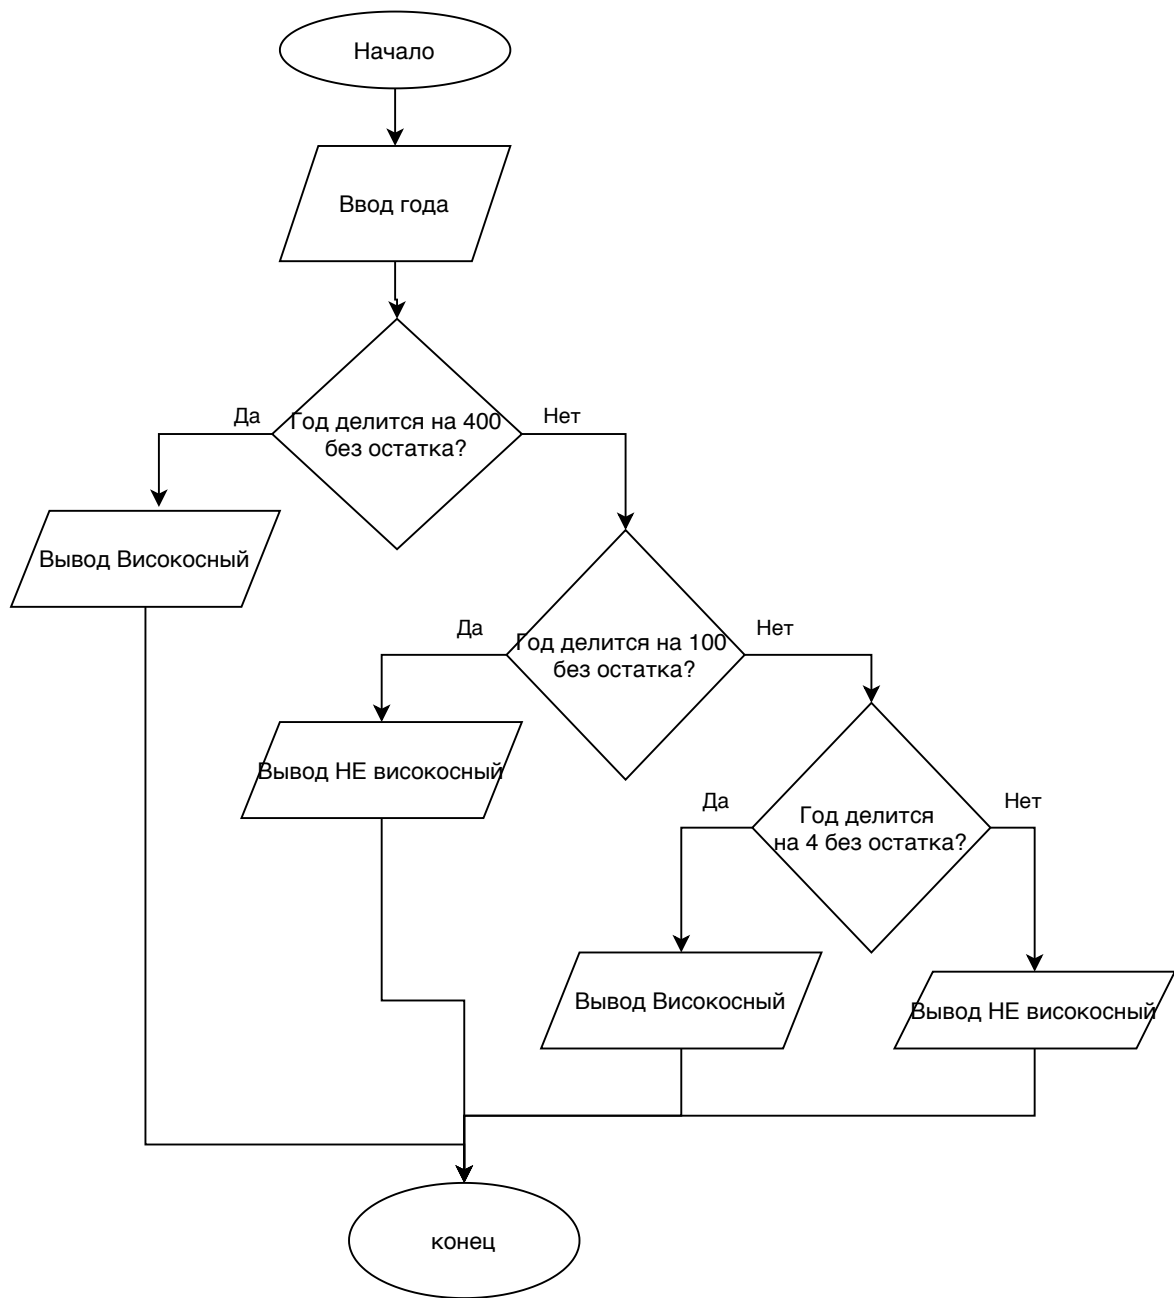 Начало
Ввод года
Да
Год делится на 400
без остатка?
Нет
Вывод Високосный
Да
Год делится на 100
без остатка?
Нет
Вывод НЕ високосный
Да
Год делится
на 4 без остатка?
Нет
Вывод Високосный
Вывод НЕ високосный
конец